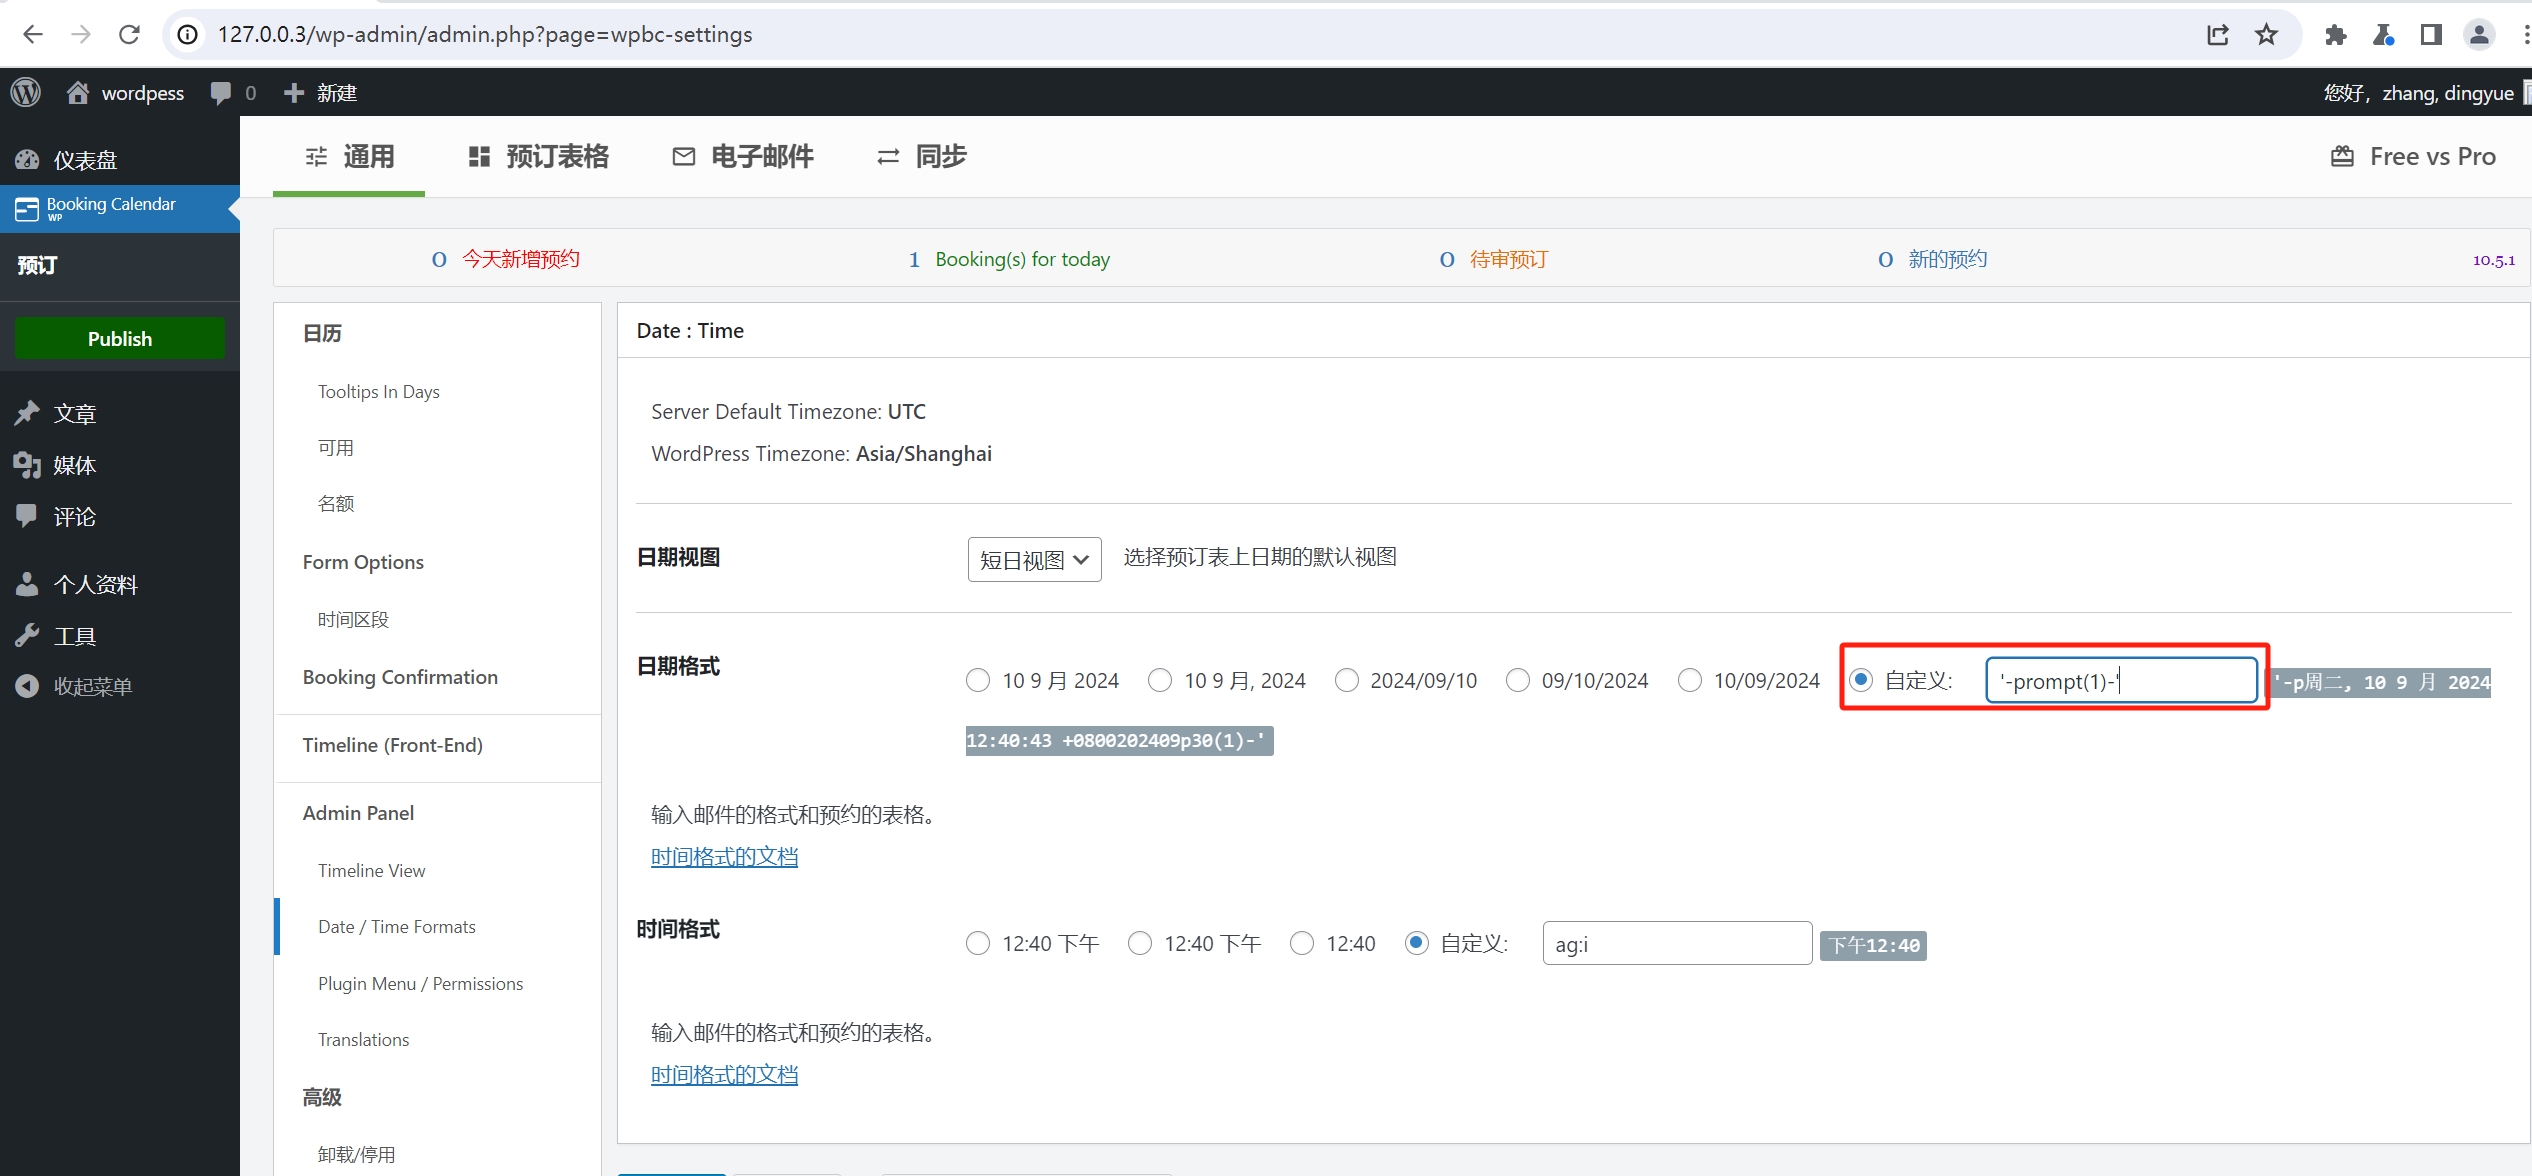 127.0.0.3/wp-admin/admin.php?page=wpbc-settings
wordpess 0 新建 您好，zhang, dingyue
仪表盘
Booking Calendar
WP
预订
Publish
文章
媒体
评论
个人资料
工具
收起菜单
通用 预订表格 电子邮件 同步 Free vs Pro
0 今天新增预约 1 Booking(s) for today 0 待审预订 0 新的预约 10.5.1
日历
Tooltips In Days
可用
名额
Form Options
时间区段
Booking Confirmation
Timeline (Front-End)
Admin Panel
Timeline View
Date / Time Formats
Plugin Menu / Permissions
Translations
高级
卸载/停用
Date : Time
Server Default Timezone: UTC
WordPress Timezone: Asia/Shanghai
日期视图 短日视图 选择预订表上日期的默认视图
日期格式 10 9 月 2024 10 9 月, 2024 2024/09/10 09/10/2024 10/09/2024 自定义: '-prompt(1)-' '-p周二, 10 9 月 2024
12:40:43 +0800202409p30(1)-'
输入邮件的格式和预约的表格。
时间格式的文档
时间格式 12:40 下午 12:40 下午 12:40 自定义: ag:i 下午12:40
输入邮件的格式和预约的表格。
时间格式的文档